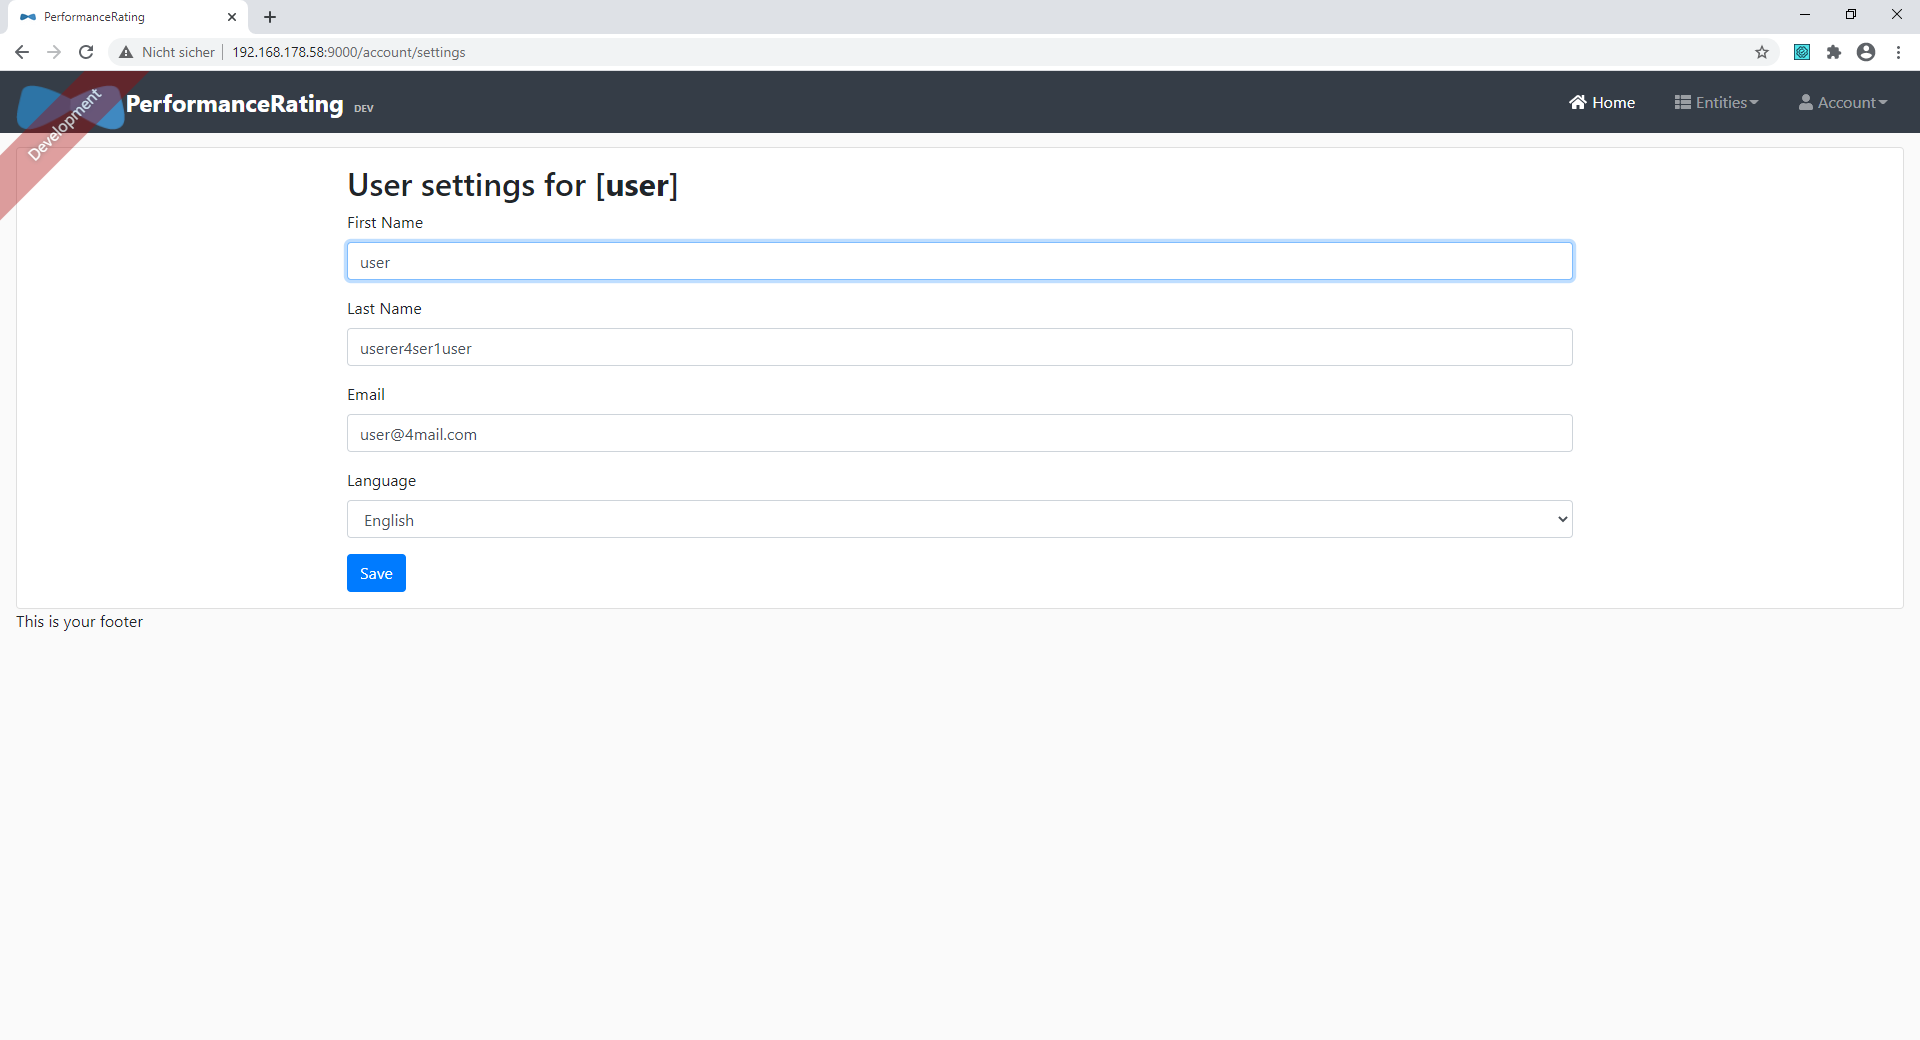 PerformanceRating
Nicht sicher 192.168.178.58:9000/account/settings
Development
PerformanceRating DEV
Home Entities Account
User settings for [user]
First Name
user
Last Name
userer4ser1user
Email
user@4mail.com
Language
English
Save
This is your footer